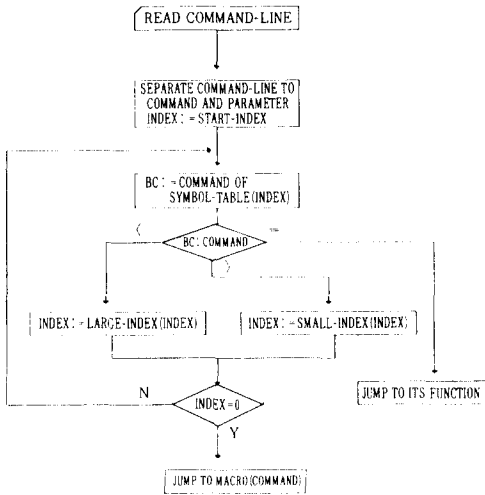 READ COMMAND-LINE
SEPARATE COMMAND-LINE TO
COMMAND AND PARAMETER
INDEX: =START-INDEX
BC: =COMMAND OF
SYMBOL-TABLE(INDEX)
< =
BC:COMMAND
>
INDEX: =LARGE-INDEX(INDEX)
INDEX: =SMALL-INDEX(INDEX)
N
INDEX=0
JUMP TO ITS FUNCTION
Y
JUMP TO MACRO(COMMAND)